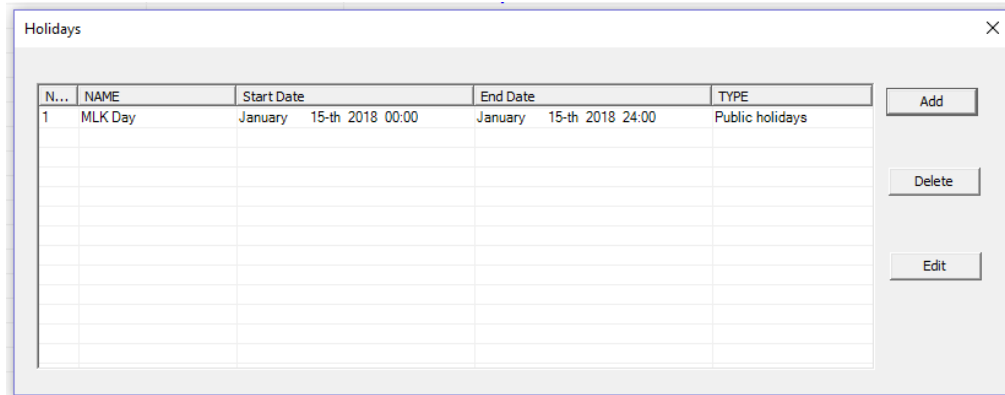 Holidays
N... NAME Start Date End Date TYPE
Add
1 MLK Day January 15-th 2018 00:00 January 15-th 2018 24:00 Public holidays
Delete
Edit